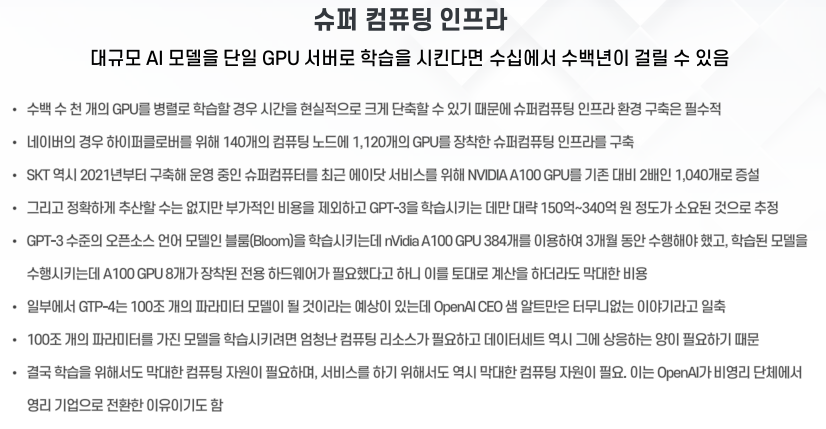 슈퍼 컴퓨팅 인프라
대규모 AI 모델을 단일 GPU 서버로 학습을 시킨다면 수십에서 수백년이 걸릴 수 있음
• 수백 수 천 개의 GPU를 병렬로 학습할 경우 시간을 현실적으로 크게 단축할 수 있기 때문에 슈퍼컴퓨팅 인프라 환경 구축은 필수적
• 네이버의 경우 하이퍼클로버를 위해 140개의 컴퓨팅 노드에 1,120개의 GPU를 장착한 슈퍼컴퓨팅 인프라를 구축
• SKT 역시 2021년부터 구축해 운영 중인 슈퍼컴퓨터를 최근 에이닷 서비스를 위해 NVIDIA A100 GPU를 기존 대비 2배인 1,040개로 증설
• 그리고 정확하게 추산할 수는 없지만 부가적인 비용을 제외하고 GPT-3을 학습시키는 데만 대략 150억~340억 원 정도가 소요된 것으로 추정
• GPT-3 수준의 오픈소스 언어 모델인 블룸(Bloom)을 학습시키는데 nVidia A100 GPU 384개를 이용하여 3개월 동안 수행해야 했고, 학습된 모델을
수행시키는데 A100 GPU 8개가 장착된 전용 하드웨어가 필요했다고 하니 이를 토대로 계산을 하더라도 막대한 비용
• 일부에서 GTP-4는 100조 개의 파라미터 모델이 될 것이라는 예상이 있는데 OpenAI CEO 샘 알트만은 터무니없는 이야기라고 일축
• 100조 개의 파라미터를 가진 모델을 학습시키려면 엄청난 컴퓨팅 리소스가 필요하고 데이터세트 역시 그에 상응하는 양이 필요하기 때문
• 결국 학습을 위해서도 막대한 컴퓨팅 자원이 필요하며, 서비스를 하기 위해서도 역시 막대한 컴퓨팅 자원이 필요. 이는 OpenAI가 비영리 단체에서
영리 기업으로 전환한 이유이기도 함